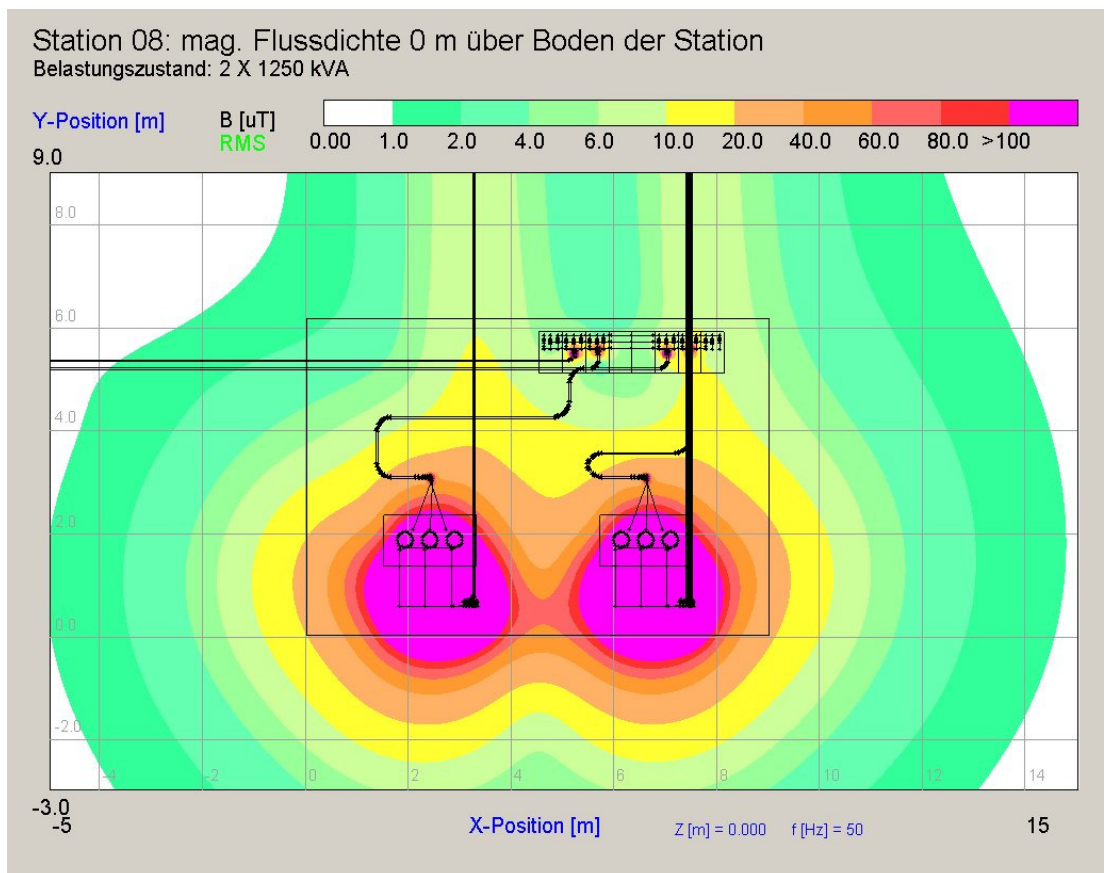 Station 08: mag. Flussdichte 0 m über Boden der Station
Belastungszustand: 2 X 1250 kVA
Y-Position [m] B [uT]
RMS 0.00 1.0 2.0 4.0 6.0 10.0 20.0 40.0 60.0 80.0 >100
9.0
8.0
6.0
4.0
2.0
0.0
-2.0
-4 -2 0 2 4 6 8 10 12 14
-3.0
-5 X-Position [m] Z [m] = 0.000 f [Hz] = 50 15